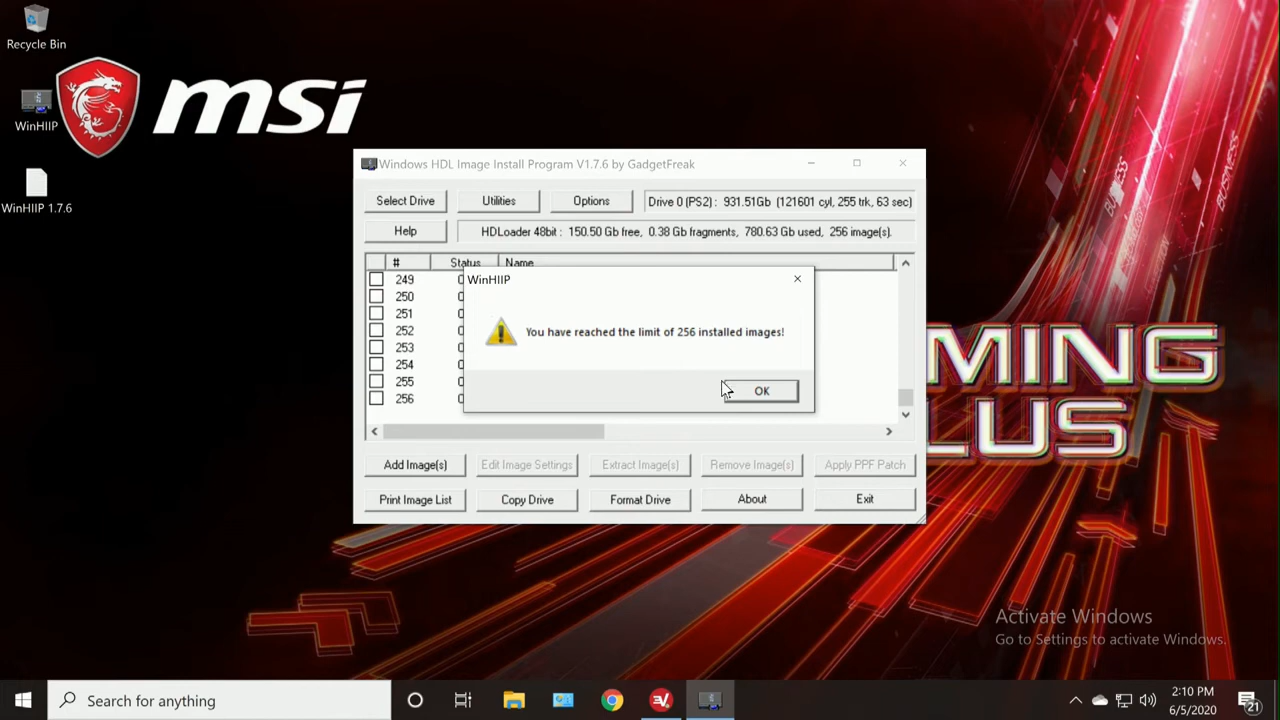 Recycle Bin
msi
WinHIIP
WinHIIP 1.7.6
Windows HDL Image Install Program V1.7.6 by GadgetFreak
Select Drive
Utilities
Options
Drive 0 (PS2) : 931.51Gb (121601 cyl, 255 trk, 63 sec)
Help
HDLoader 48bit : 150.50 Gb free, 0.38 Gb fragments, 780.63 Gb used, 256 image(s).
# Status Name
249
250
251
252
253
254
255
256
WinHIIP
You have reached the limit of 256 installed images!
OK
Add Image(s)
Edit Image Settings
Extract Image(s)
Remove Image(s)
Apply PPF Patch
Print Image List
Copy Drive
Format Drive
About
Exit
MING
LUS
BUSINESS
BUSINESS
Activate Windows
Go to Settings to activate Windows.
Search for anything
2:10 PM
6/5/2020
21